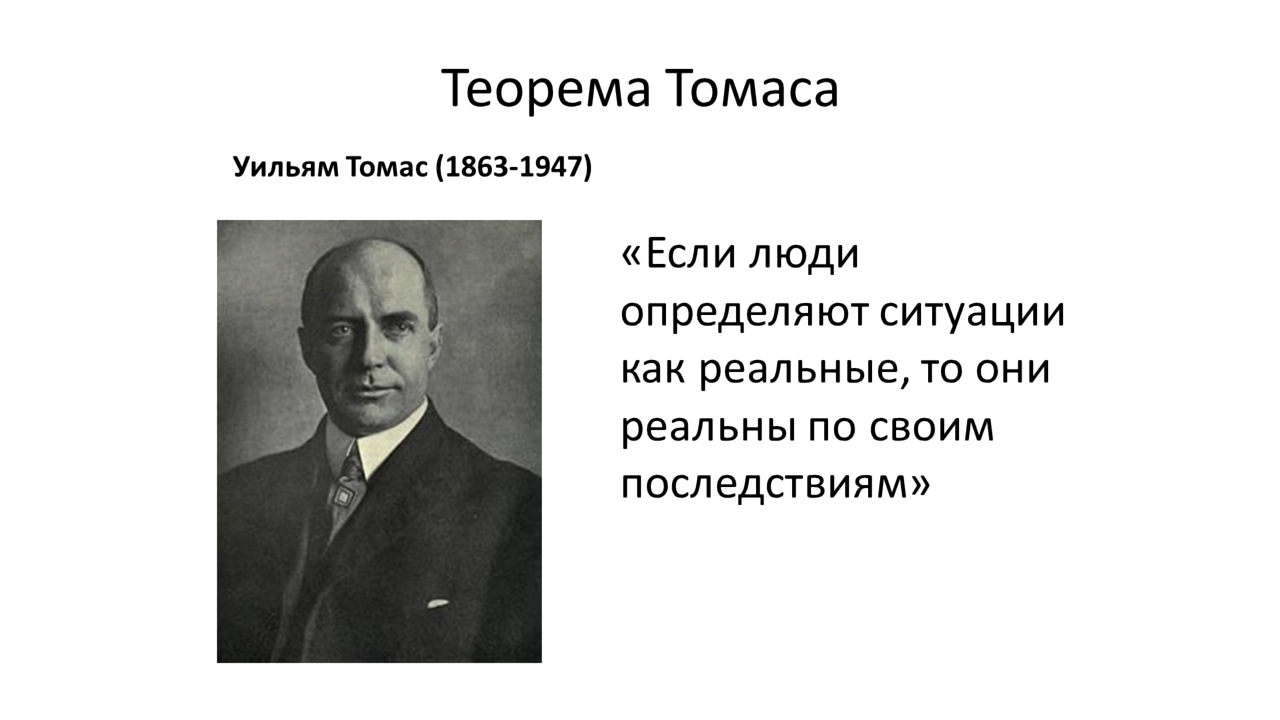 Теорема Томаса
Уильям Томас (1863-1947)
«Если люди
определяют ситуации
как реальные, то они
реальны по своим
последствиям»